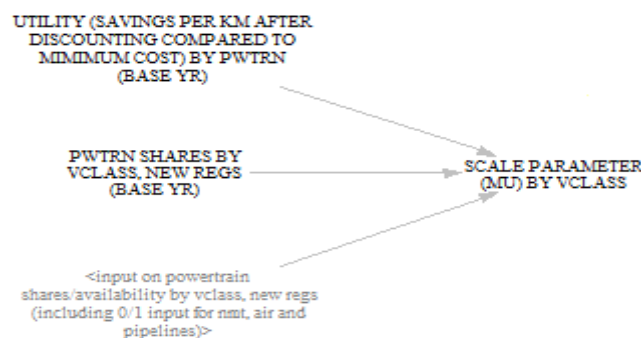 UTILITY (SAVINGS PER KM AFTER
DISCOUNTING COMPARED TO
MIMIMUM COST) BY PWTRN
(BASE YR)
PWTRN SHARES BY
VCLASS, NEW REGS
(BASE YR)
SCALE PARAMETER
(MU) BY VCLASS
<input on powertrain
shares/availability by vclass, new regs
(including 0/1 input for nmt, air and
pipelines)>